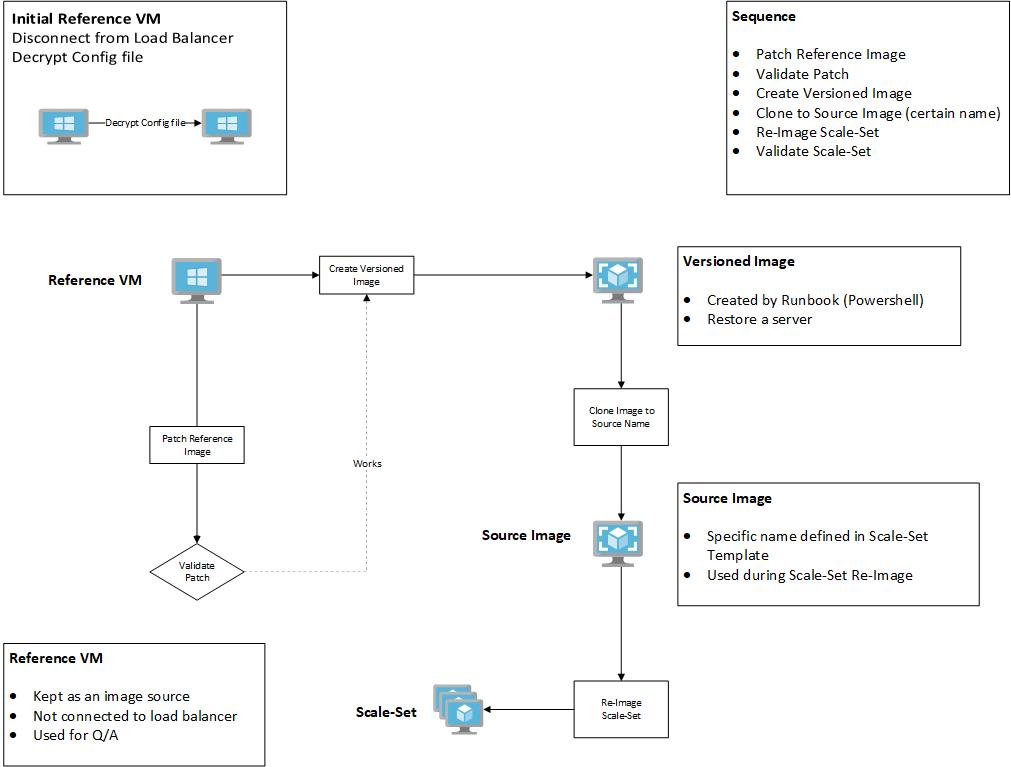 Initial Reference VM
Disconnect from Load Balancer
Decrypt Config file
Decrypt Config file
Sequence
• Patch Reference Image
• Validate Patch
• Create Versioned Image
• Clone to Source Image (certain name)
• Re-Image Scale-Set
• Validate Scale-Set
Reference VM
Create Versioned
Image
Versioned Image
• Created by Runbook (Powershell)
• Restore a server
Clone Image to
Source Name
Patch Reference
Image
Works
Source Image
Source Image
• Specific name defined in Scale-Set
Template
• Used during Scale-Set Re-Image
Validate
Patch
Reference VM
• Kept as an image source
• Not connected to load balancer
• Used for Q/A
Scale-Set
Re-Image
Scale-Set